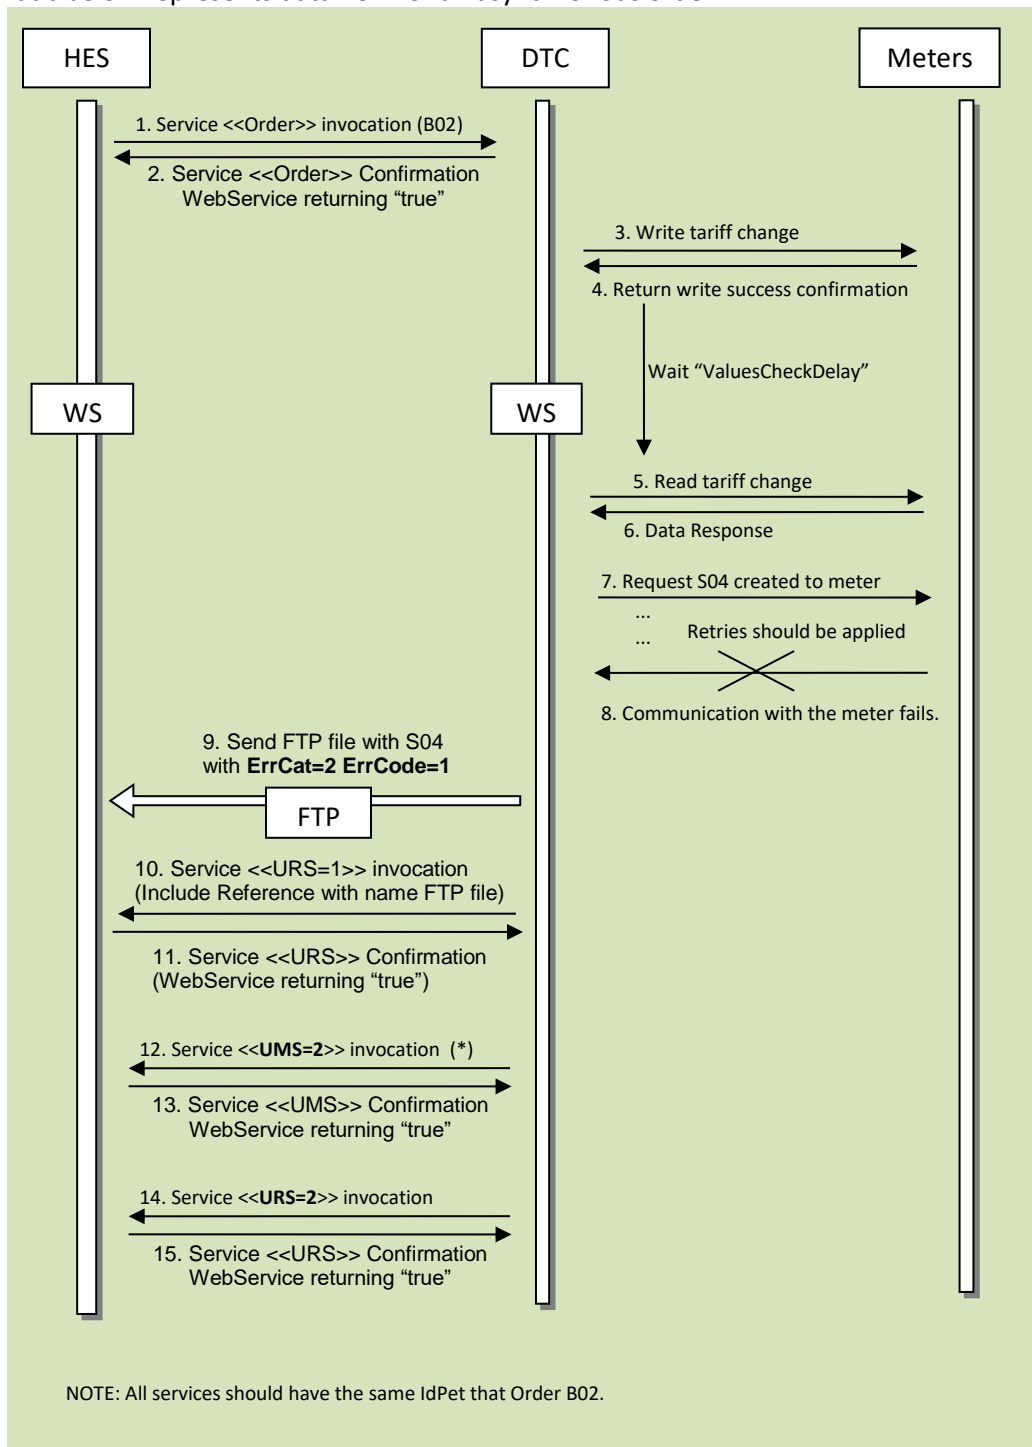 HES
DTC
Meters
1. Service <<Order>> invocation (B02)
2. Service <<Order>> Confirmation
WebService returning “true”
3. Write tariff change
4. Return write success confirmation
Wait “ValuesCheckDelay”
WS
WS
5. Read tariff change
6. Data Response
7. Request S04 created to meter
...
...
Retries should be applied
8. Communication with the meter fails.
9. Send FTP file with S04
with ErrCat=2 ErrCode=1
FTP
10. Service <<URS=1>> invocation
(Include Reference with name FTP file)
11. Service <<URS>> Confirmation
(WebService returning “true”)
12. Service <<UMS=2>> invocation (*)
13. Service <<UMS>> Confirmation
WebService returning “true”
14. Service <<URS=2>> invocation
15. Service <<URS>> Confirmation
WebService returning “true”
NOTE: All services should have the same IdPet that Order B02.